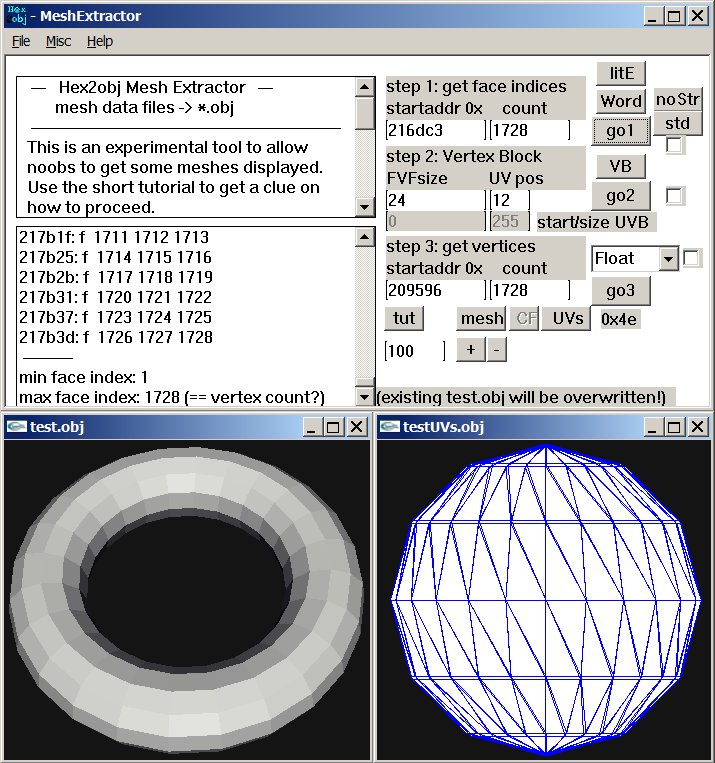 Hex obj - MeshExtractor
File Misc Help
— Hex2obj Mesh Extractor —
mesh data files -> *.obj
This is an experimental tool to allow
noobs to get some meshes displayed.
Use the short tutorial to get a clue on
how to proceed.
217b1f: f 1711 1712 1713
217b25: f 1714 1715 1716
217b2b: f 1717 1718 1719
217b31: f 1720 1721 1722
217b37: f 1723 1724 1725
217b3d: f 1726 1727 1728
min face index: 1
max face index: 1728 (== vertex count?)
step 1: get face indices
startaddr 0x count
216dc3 1728
litE
Word noStr
go1 std
step 2: Vertex Block
FVFsize UV pos
24 12
VB
go2
0 255 start/size UVB
step 3: get vertices
startaddr 0x count
209596 1728
Float
go3
tut mesh CF UVs 0x4e
100 + -
(existing test.obj will be overwritten!)
test.obj
testUVs.obj